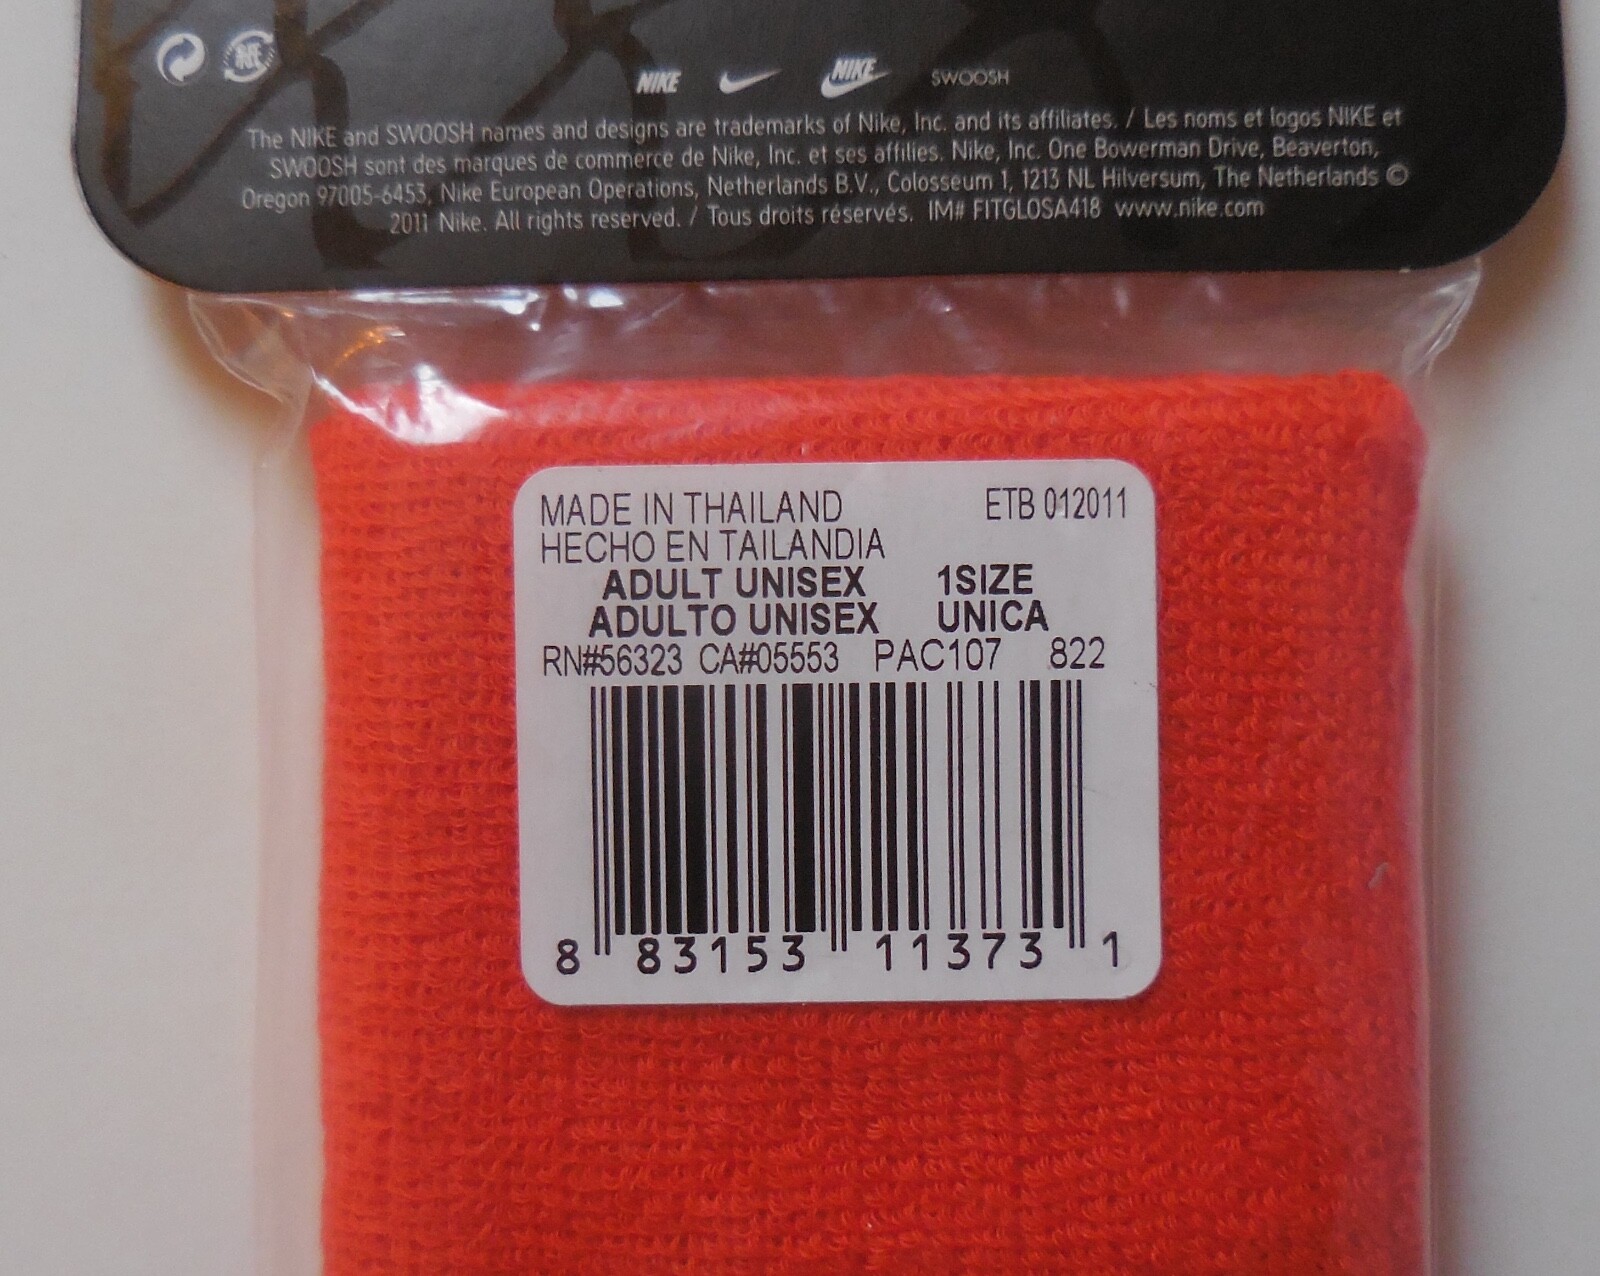 NIKE NIKE SWOOSH
The NIKE and SWOOSH names and designs are trademarks of Nike, Inc. and its affiliates. / Les noms et logos NIKE et
SWOOSH sont des marques de commerce de Nike, Inc. et ses affilies. Nike, Inc. One Bowerman Drive, Beaverton,
Oregon 97005-6453, Nike European Operations, Netherlands B.V., Colosseum 1, 1213 NL Hilversum, The Netherlands ©
2011 Nike. All rights reserved. / Tous droits réservés. IM# FITGLOSA418 www.nike.com
MADE IN THAILAND ETB 012011
HECHO EN TAILANDIA
ADULT UNISEX 1SIZE
ADULTO UNISEX UNICA
RN#56323 CA#05553 PAC107 822
8 83153 11373 1